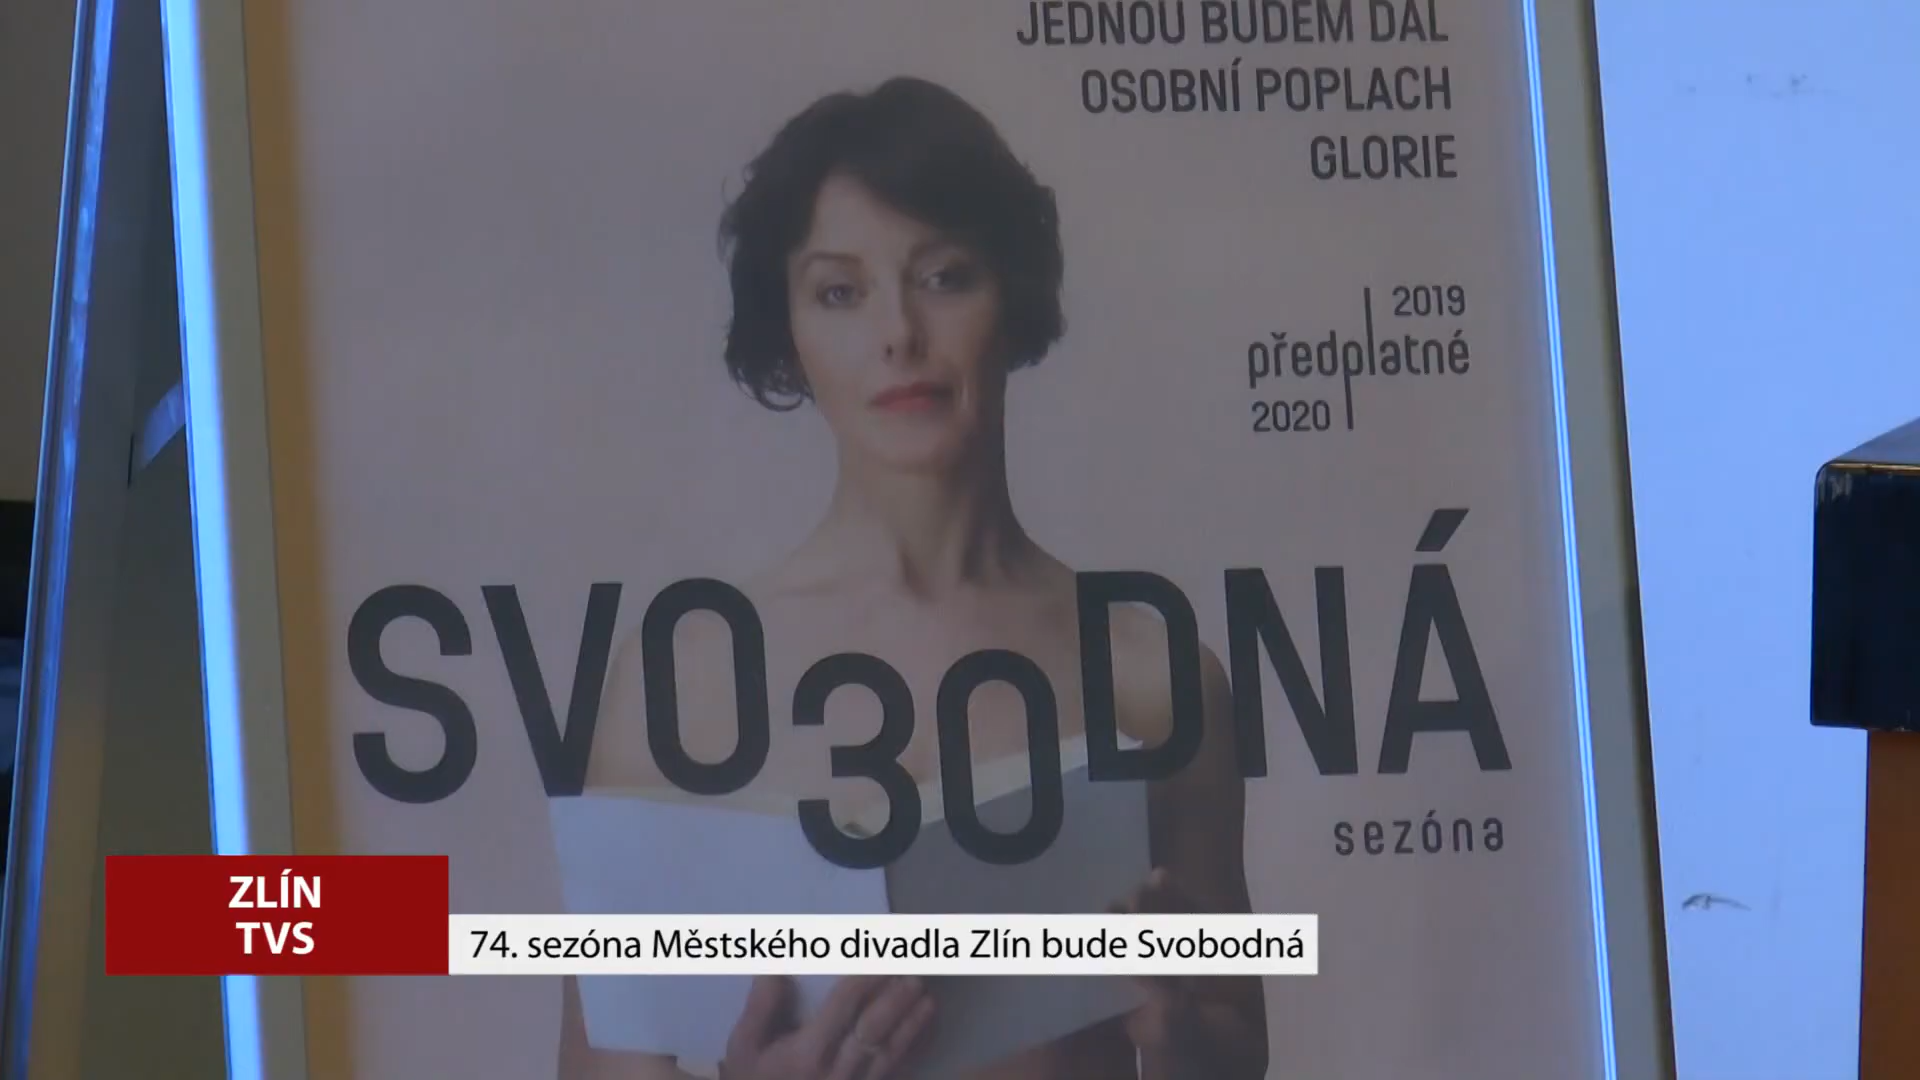 JEDNOU BUDEM DÁL
OSOBNÍ POPLACH
GLORIE
2019
předplatné
2020
SVO30DNÁ
sezóna
ZLÍN
TVS
74. sezóna Městského divadla Zlín bude Svobodná